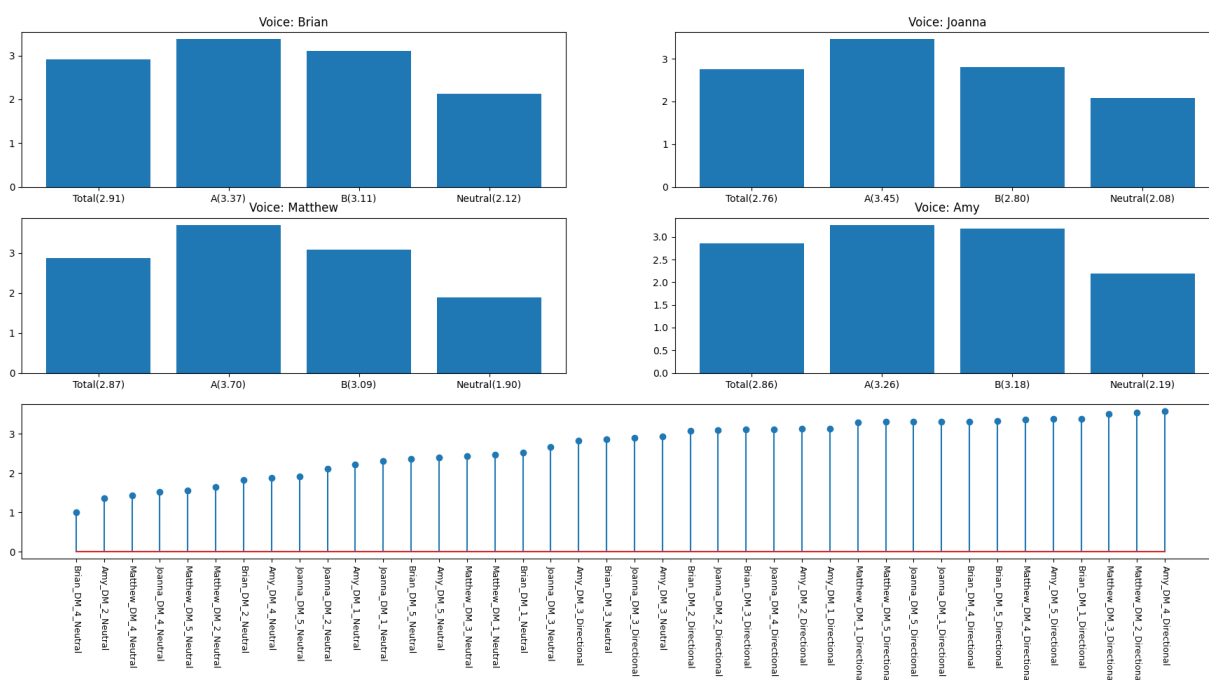 Voice: Brian
3
2
1
0
Total(2.91) A(3.37) B(3.11) Neutral(2.12)
Voice: Joanna
3
2
1
0
Total(2.76) A(3.45) B(2.80) Neutral(2.08)
Voice: Matthew
3
2
1
0
Total(2.87) A(3.70) B(3.09) Neutral(1.90)
Voice: Amy
3.0
2.5
2.0
1.5
1.0
0.5
0.0
Total(2.86) A(3.26) B(3.18) Neutral(2.19)
3
2
1
0
Brian_DM_4_Neutral
Amy_DM_2_Neutral
Matthew_DM_4_Neutral
Joanna_DM_4_Neutral
Matthew_DM_5_Neutral
Matthew_DM_2_Neutral
Brian_DM_2_Neutral
Amy_DM_4_Neutral
Joanna_DM_5_Neutral
Joanna_DM_2_Neutral
Amy_DM_1_Neutral
Joanna_DM_1_Neutral
Brian_DM_5_Neutral
Amy_DM_5_Neutral
Matthew_DM_3_Neutral
Matthew_DM_1_Neutral
Brian_DM_1_Neutral
Joanna_DM_3_Neutral
Amy_DM_3_Directional
Brian_DM_3_Neutral
Joanna_DM_3_Directional
Amy_DM_3_Neutral
Brian_DM_2_Directional
Joanna_DM_2_Directional
Brian_DM_3_Directional
Joanna_DM_4_Directional
Amy_DM_2_Directional
Amy_DM_1_Directional
Matthew_DM_1_Directiona
Matthew_DM_5_Directiona
Joanna_DM_5_Directional
Joanna_DM_1_Directional
Brian_DM_4_Directional
Brian_DM_5_Directional
Matthew_DM_4_Directiona
Amy_DM_5_Directional
Brian_DM_1_Directional
Matthew_DM_3_Directiona
Matthew_DM_2_Directiona
Amy_DM_4_Directional